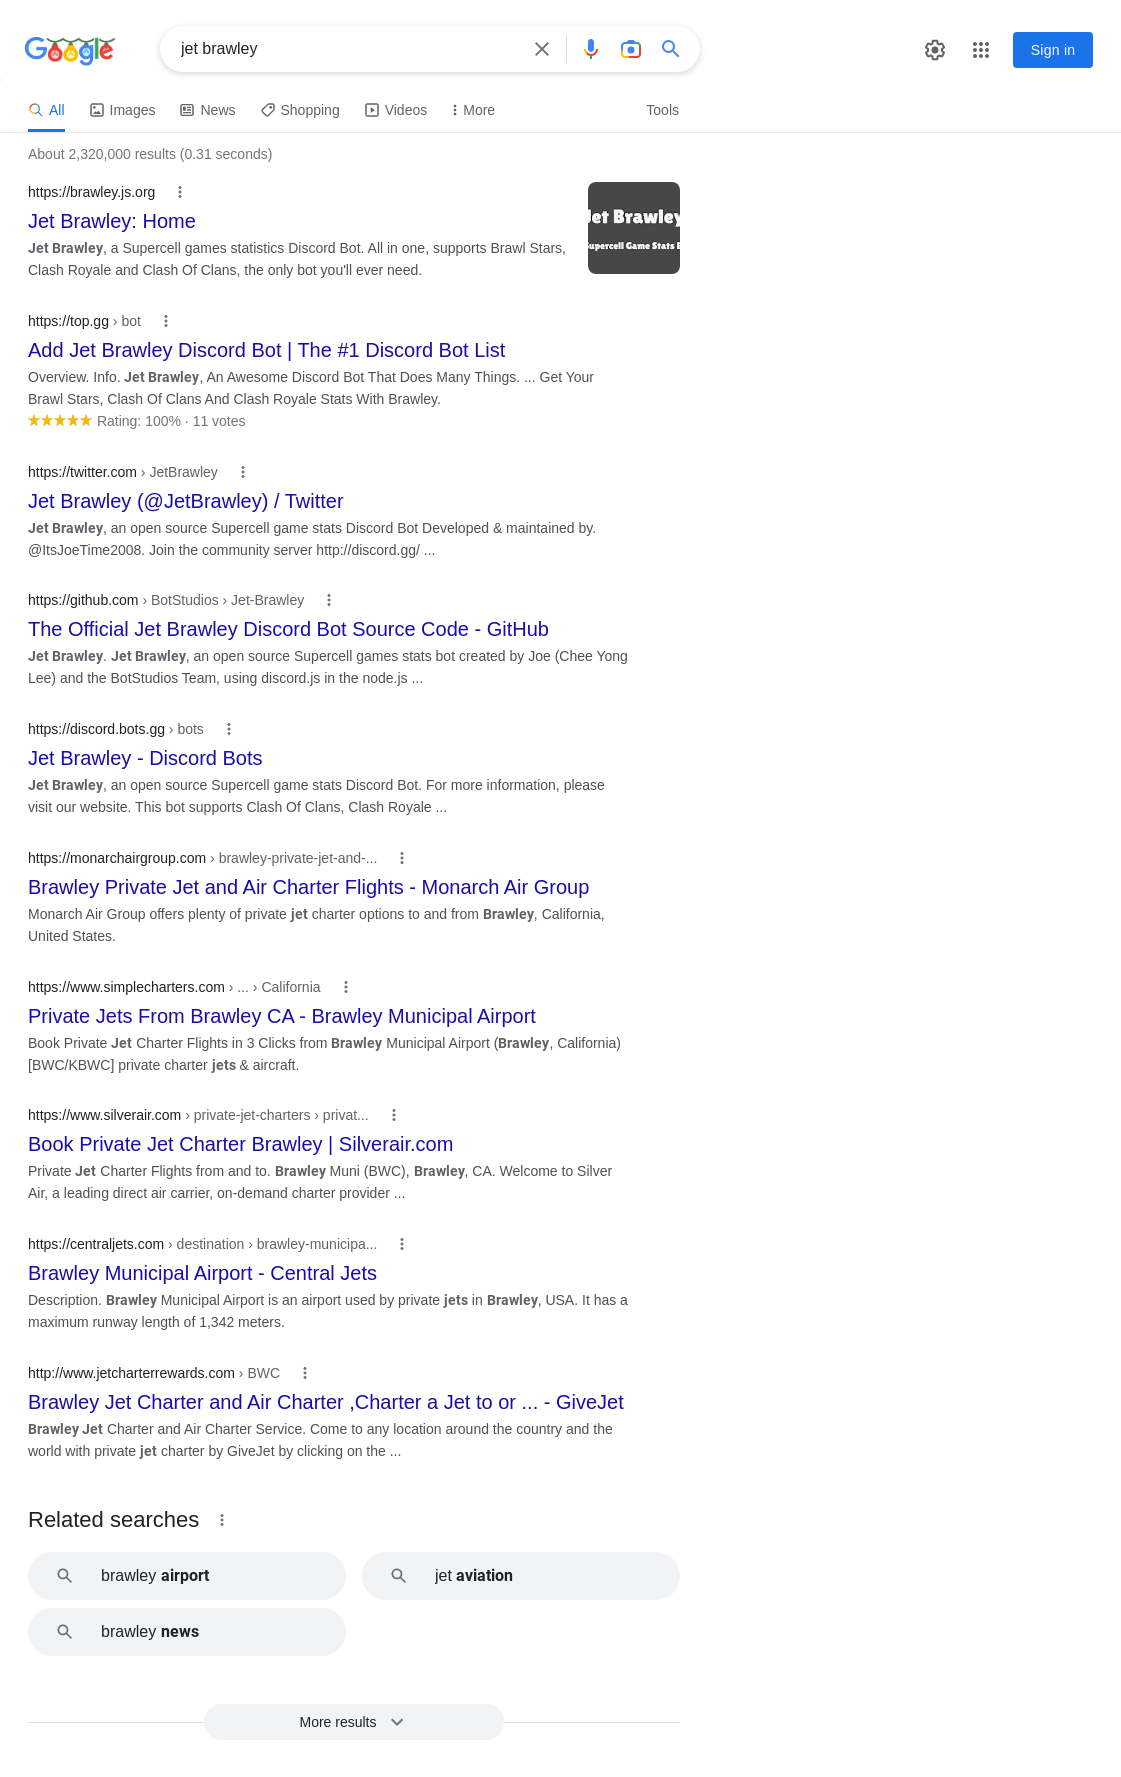 Google
jet brawley
Sign in
All
Images
News
Shopping
Videos
More
Tools
About 2,320,000 results (0.31 seconds)
https://brawley.js.org
Jet Brawley: Home
Jet Brawley, a Supercell games statistics Discord Bot. All in one, supports Brawl Stars,
Clash Royale and Clash Of Clans, the only bot you'll ever need.
Jet Brawley
Supercell Game Stats B
https://top.gg › bot
Add Jet Brawley Discord Bot | The #1 Discord Bot List
Overview. Info. Jet Brawley, An Awesome Discord Bot That Does Many Things. ... Get Your
Brawl Stars, Clash Of Clans And Clash Royale Stats With Brawley.
Rating: 100% · 11 votes
https://twitter.com › JetBrawley
Jet Brawley (@JetBrawley) / Twitter
Jet Brawley, an open source Supercell game stats Discord Bot Developed & maintained by.
@ItsJoeTime2008. Join the community server http://discord.gg/ ...
https://github.com › BotStudios › Jet-Brawley
The Official Jet Brawley Discord Bot Source Code - GitHub
Jet Brawley. Jet Brawley, an open source Supercell games stats bot created by Joe (Chee Yong
Lee) and the BotStudios Team, using discord.js in the node.js ...
https://discord.bots.gg › bots
Jet Brawley - Discord Bots
Jet Brawley, an open source Supercell game stats Discord Bot. For more information, please
visit our website. This bot supports Clash Of Clans, Clash Royale ...
https://monarchairgroup.com › brawley-private-jet-and-...
Brawley Private Jet and Air Charter Flights - Monarch Air Group
Monarch Air Group offers plenty of private jet charter options to and from Brawley, California,
United States.
https://www.simplecharters.com › ... › California
Private Jets From Brawley CA - Brawley Municipal Airport
Book Private Jet Charter Flights in 3 Clicks from Brawley Municipal Airport (Brawley, California)
[BWC/KBWC] private charter jets & aircraft.
https://www.silverair.com › private-jet-charters › privat...
Book Private Jet Charter Brawley | Silverair.com
Private Jet Charter Flights from and to. Brawley Muni (BWC), Brawley, CA. Welcome to Silver
Air, a leading direct air carrier, on-demand charter provider ...
https://centraljets.com › destination › brawley-municipa...
Brawley Municipal Airport - Central Jets
Description. Brawley Municipal Airport is an airport used by private jets in Brawley, USA. It has a
maximum runway length of 1,342 meters.
http://www.jetcharterrewards.com › BWC
Brawley Jet Charter and Air Charter ,Charter a Jet to or ... - GiveJet
Brawley Jet Charter and Air Charter Service. Come to any location around the country and the
world with private jet charter by GiveJet by clicking on the ...
Related searches
brawley airport
jet aviation
brawley news
More results